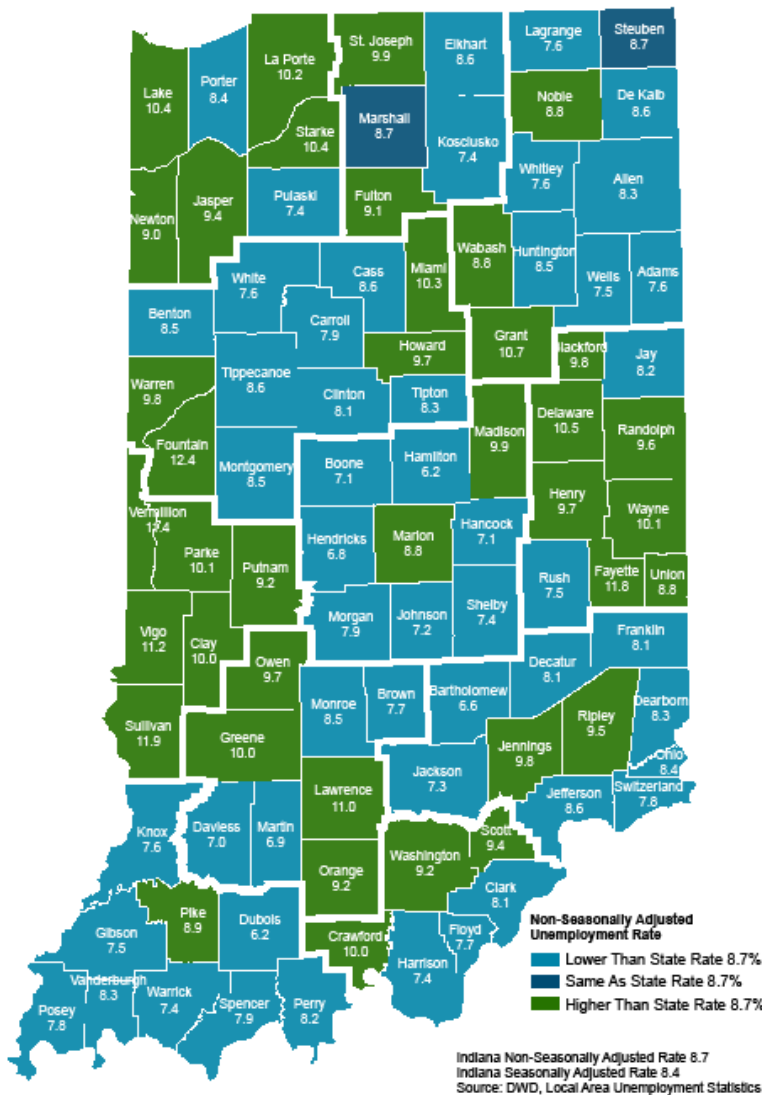 St. Joseph
9.9
Elkhart
8.6
Lagrange
7.6
Steuben
8.7
La Porte
10.2
Porter
8.4
Lake
10.4
Noble
8.8
De Kalb
8.6
Marshall
8.7
Starke
10.4
Kosciusko
7.4
Whitley
7.6
Allen
8.3
Pulaski
7.4
Fulton
9.1
Jasper
9.4
Newton
9.0
Wabash
8.8
Huntington
8.5
Miami
10.3
White
7.6
Cass
8.6
Wells
7.5
Adams
7.6
Benton
8.5
Carroll
7.9
Grant
10.7
Howard
9.7
Blackford
9.8
Jay
8.2
Warren
9.8
Tippecanoe
8.6
Clinton
8.1
Tipton
8.3
Delaware
10.5
Madison
9.9
Randolph
9.6
Fountain
12.4
Montgomery
8.5
Boone
7.1
Hamilton
6.2
Henry
9.7
Wayne
10.1
Vermillion
Parke
10.1
Putnam
9.2
Hendricks
6.8
Marion
8.8
Hancock
7.1
Rush
7.5
Fayette
11.8
Union
8.8
Vigo
11.2
Clay
10.0
Morgan
7.9
Johnson
7.2
Shelby
7.4
Franklin
8.1
Owen
9.7
Decatur
8.1
Monroe
8.5
Brown
7.7
Bartholomew
6.6
Dearborn
8.3
Sullivan
11.9
Greene
10.0
Ripley
9.5
Jennings
9.8
Ohio
8.4
Jackson
7.3
Lawrence
11.0
Jefferson
8.6
Switzerland
7.8
Knox
7.6
Daviess
7.0
Martin
6.9
Scott
9.4
Washington
9.2
Orange
9.2
Clark
8.1
Pike
8.9
Dubois
6.2
Gibson
7.5
Crawford
10.0
Floyd
7.7
Harrison
7.4
Vanderburgh
8.3
Warrick
7.4
Posey
7.8
Spencer
7.9
Perry
8.2
Non-Seasonally Adjusted
Unemployment Rate
Lower Than State Rate 8.7%
Same As State Rate 8.7%
Higher Than State Rate 8.7%
Indiana Non-Seasonally Adjusted Rate 8.7
Indiana Seasonally Adjusted Rate 8.4
Source: DWD, Local Area Unemployment Statistics